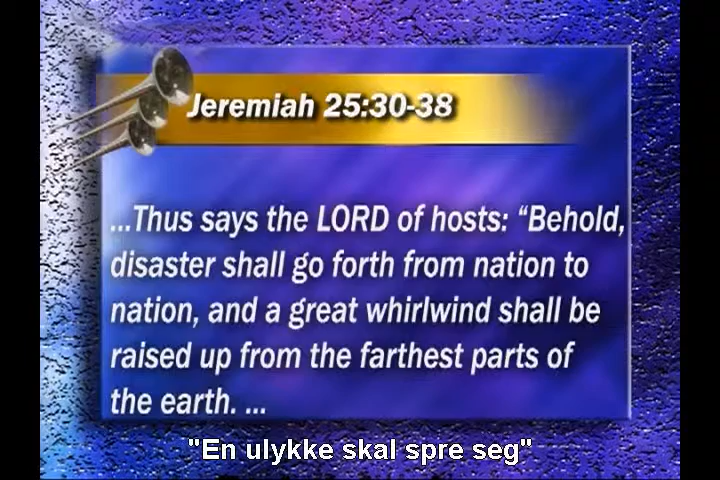 Jeremiah 25:30-38
...Thus says the LORD of hosts: “Behold,
disaster shall go forth from nation to
nation, and a great whirlwind shall be
raised up from the farthest parts of
the earth. ...
"En ulykke skal spre seg"